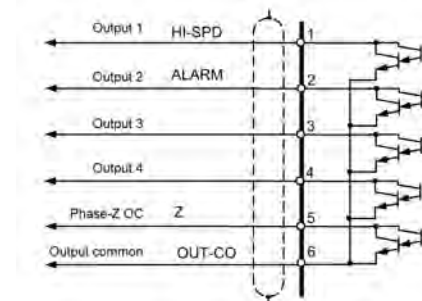 Output 1 HI-SPD 1
Output 2 ALARM 2
Output 3 3
Output 4 4
Phase-Z OC Z 5
Output common OUT-CO 6